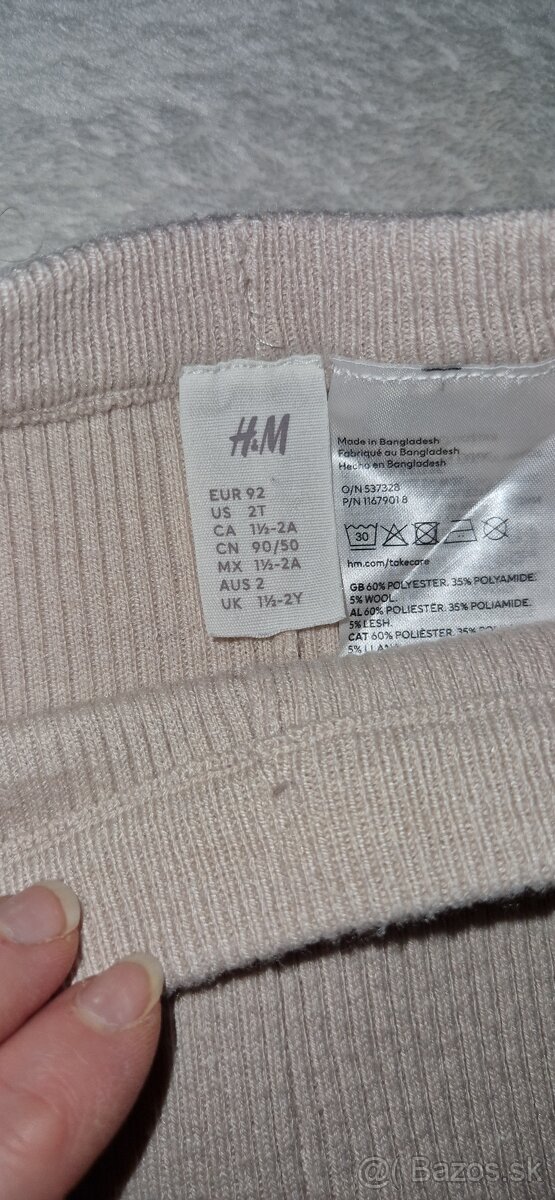 H&M
EUR 92
US 2T
CA 1½-2A
CN 90/50
MX 1½-2A
AUS 2
UK 1½-2Y
Made in Bangladesh
Fabriqué au Bangladesh
Hecho en Bangladesh
O/N 537328
P/N 1167901 8
30
hm.com/takecare
GB 60% POLYESTER. 35% POLYAMIDE.
5% WOOL.
AL 60% POLIESTËR. 35% POLIAMIDE.
5% LESH.
CAT 60% POLIÈSTER. 35%
@Bazos.sk